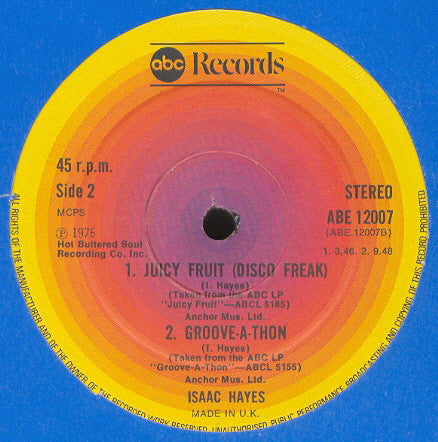 abc Records
™
45 r.p.m.
Side 2
STEREO
MCPS
ABE 12007
(ABE.12007B)
℗ 1976
Hot Buttered Soul
Recording Co. Inc.
1. 3.46. 2. 9.48
1. JUICY FRUIT (DISCO FREAK)
(I. Hayes)
(Taken from the ABC LP
"Juicy Fruit"—ABCL 5185)
Anchor Mus. Ltd.
2. GROOVE-A-THON
(I. Hayes)
(Taken from the ABC LP
"Groove-A-Thon"—ABCL 5155)
Anchor Mus. Ltd.
ISAAC HAYES
MADE IN U.K.
ALL RIGHTS OF THE MANUFACTURER AND OF THE OWNER OF THE RECORDED WORK RESERVED. UNAUTHORISED PUBLIC PERFORMANCE BROADCASTING AND COPYING OF THIS RECORD PROHIBITED